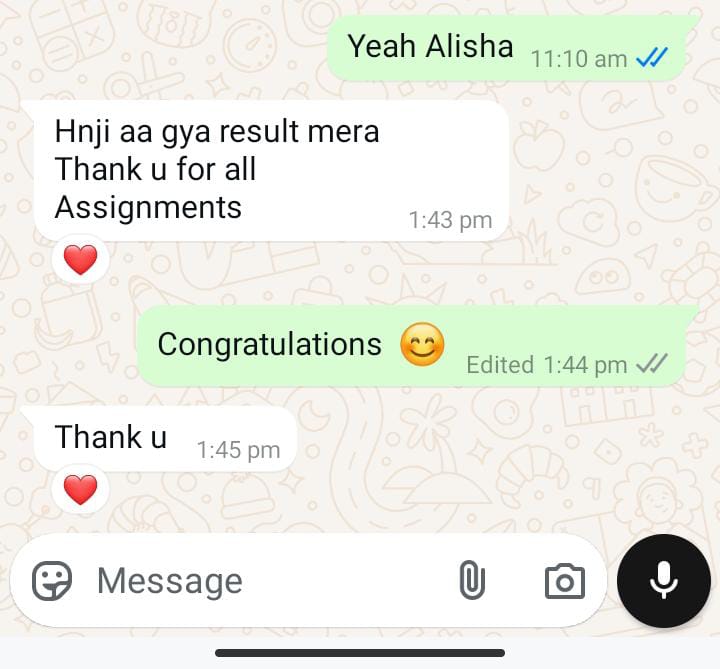 Yeah Alisha 11:10 am
Hnji aa gya result mera
Thank u for all
Assignments 1:43 pm
Congratulations 😊 Edited 1:44 pm
Thank u 1:45 pm
Message